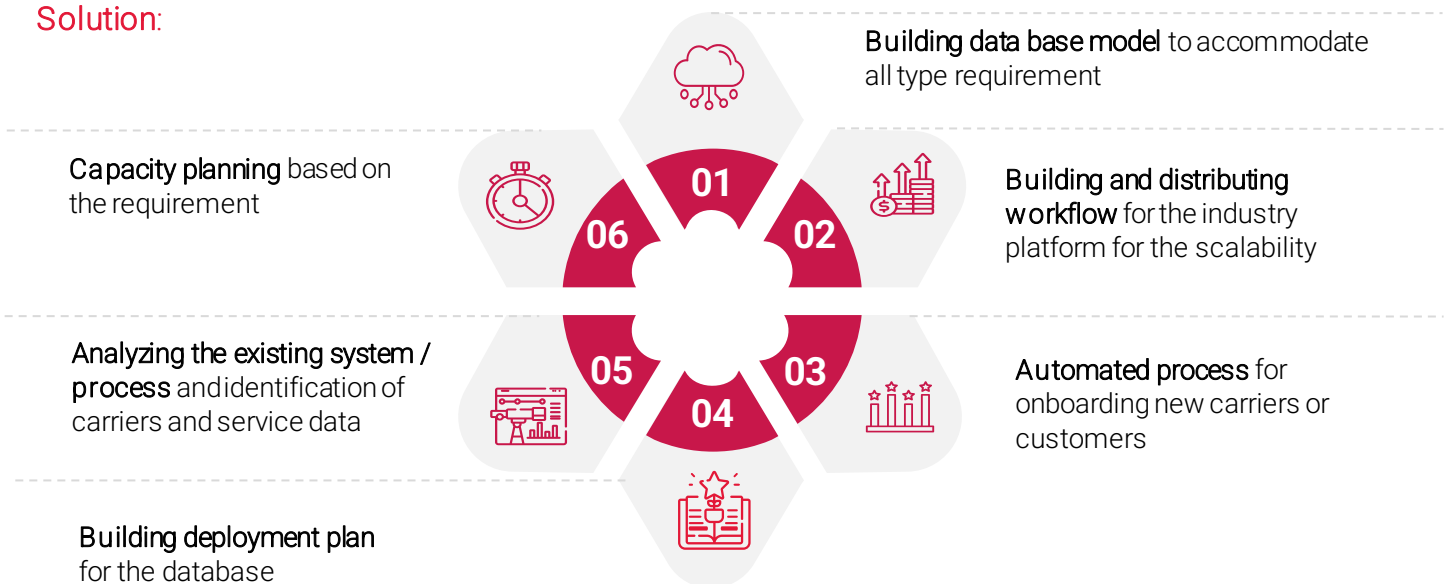 Solution:
Building data base model to accommodate
all type requirement
Capacity planning based on
the requirement
Building and distributing
workflow for the industry
platform for the scalability
Analyzing the existing system /
process and identification of
carriers and service data
Automated process for
onboarding new carriers or
customers
Building deployment plan
for the database
01
02
03
04
05
06
$